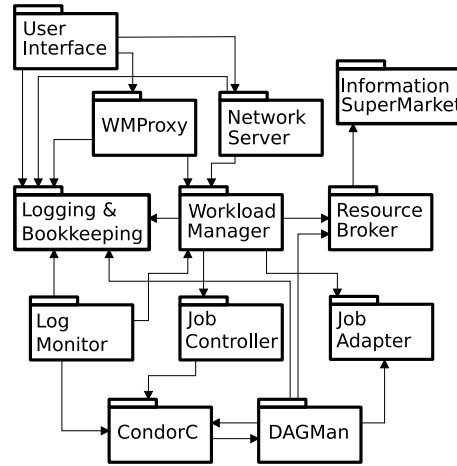 User
Interface
Information
SuperMarket
WMProxy
Network
Server
Logging &
Bookkeeping
Workload
Manager
Resource
Broker
Log
Monitor
Job
Controller
Job
Adapter
CondorC
DAGMan